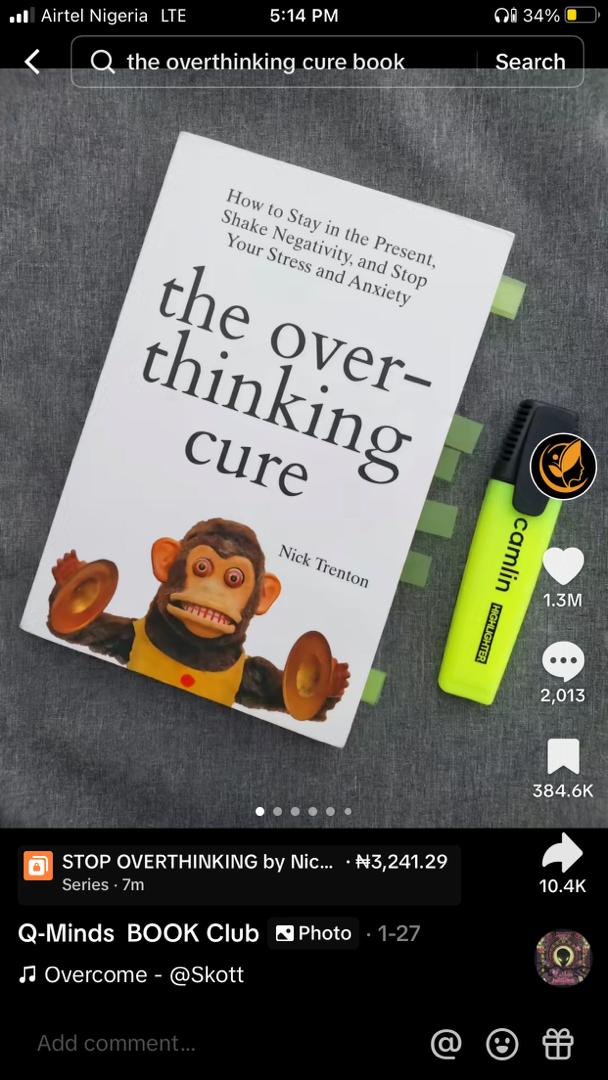 Airtel Nigeria LTE 5:14 PM 34%
the overthinking cure book Search
How to Stay in the Present,
Shake Negativity, and Stop
Your Stress and Anxiety
the over-
thinking
cure
Nick Trenton
camlin
HIGHLIGHTER
1.3M
2,013
384.6K
10.4K
STOP OVERTHINKING by Nic... · ₦3,241.29
Series · 7m
Q-Minds BOOK Club Photo · 1-27
Overcome - @Skott
Add comment...